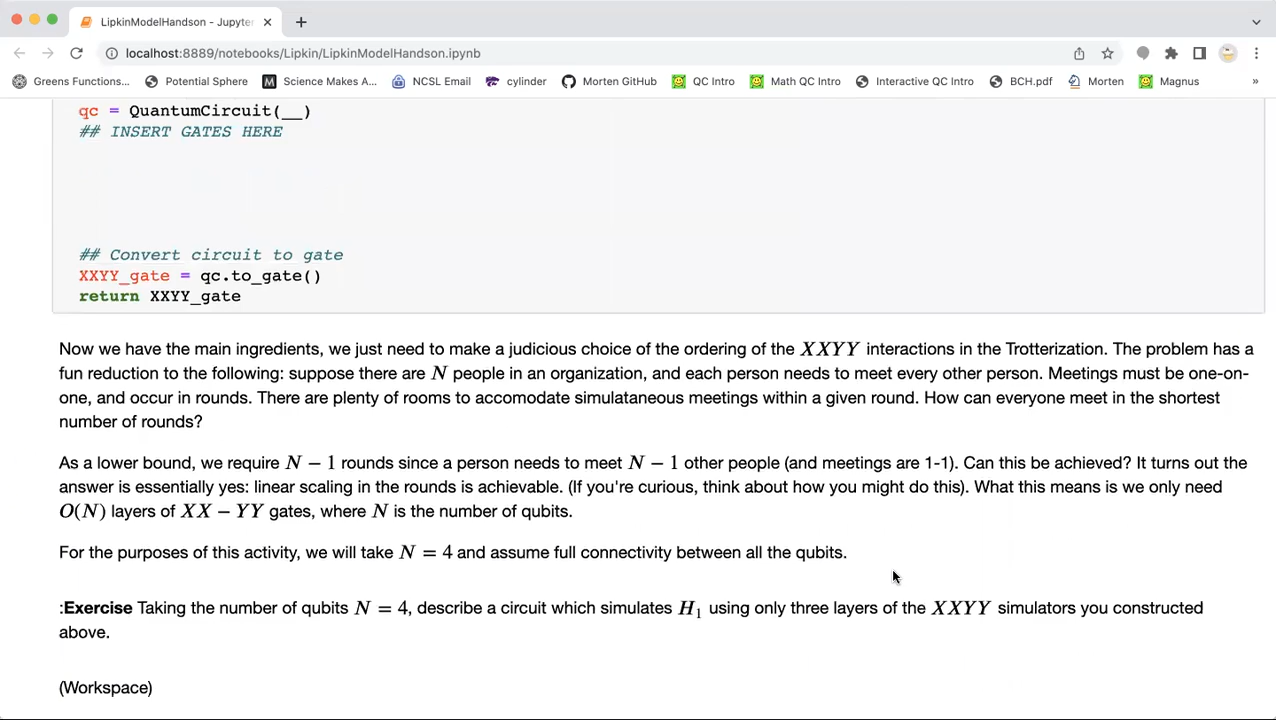 LipkinModelHandson - Jupyte
localhost:8889/notebooks/Lipkin/LipkinModelHandson.ipynb
Greens Functions... Potential Sphere Science Makes A... NCSL Email cylinder Morten GitHub QC Intro Math QC Intro Interactive QC Intro BCH.pdf Morten Magnus »
qc = QuantumCircuit(__)
## INSERT GATES HERE
## Convert circuit to gate
XXYY_gate = qc.to_gate()
return XXYY_gate
Now we have the main ingredients, we just need to make a judicious choice of the ordering of the XXYY interactions in the Trotterization. The problem has a
fun reduction to the following: suppose there are N people in an organization, and each person needs to meet every other person. Meetings must be one-on-
one, and occur in rounds. There are plenty of rooms to accomodate simulataneous meetings within a given round. How can everyone meet in the shortest
number of rounds?
As a lower bound, we require N − 1 rounds since a person needs to meet N − 1 other people (and meetings are 1-1). Can this be achieved? It turns out the
answer is essentially yes: linear scaling in the rounds is achievable. (If you're curious, think about how you might do this). What this means is we only need
O(N) layers of XX − YY gates, where N is the number of qubits.
For the purposes of this activity, we will take N = 4 and assume full connectivity between all the qubits.
:Exercise Taking the number of qubits N = 4, describe a circuit which simulates H₁ using only three layers of the XXYY simulators you constructed
above.
(Workspace)